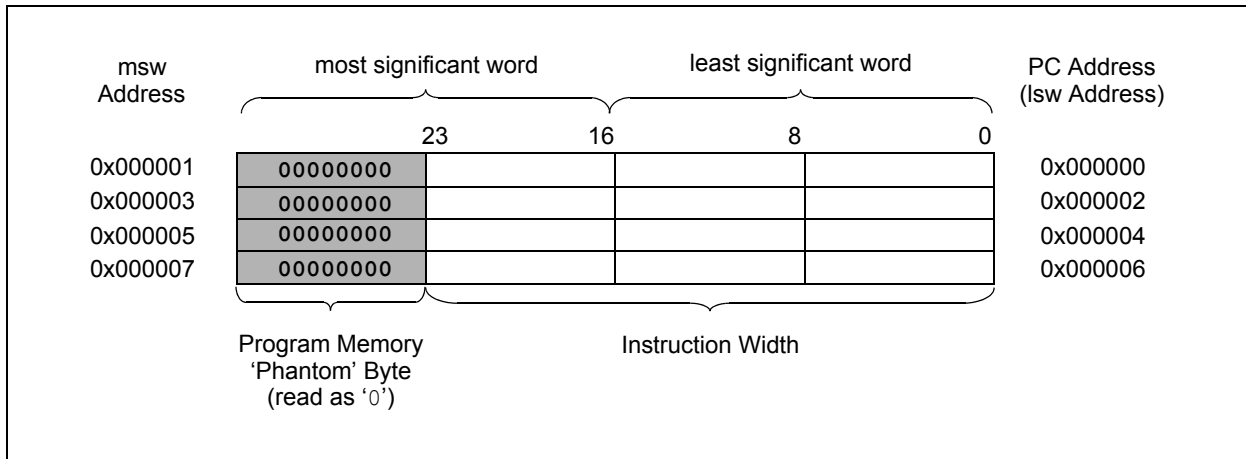 msw
Address
most significant word
least significant word
PC Address
(lsw Address)
23 16 8 0
0x000001 00000000 0x000000
0x000003 00000000 0x000002
0x000005 00000000 0x000004
0x000007 00000000 0x000006
Program Memory
‘Phantom’ Byte
(read as ‘0’)
Instruction Width